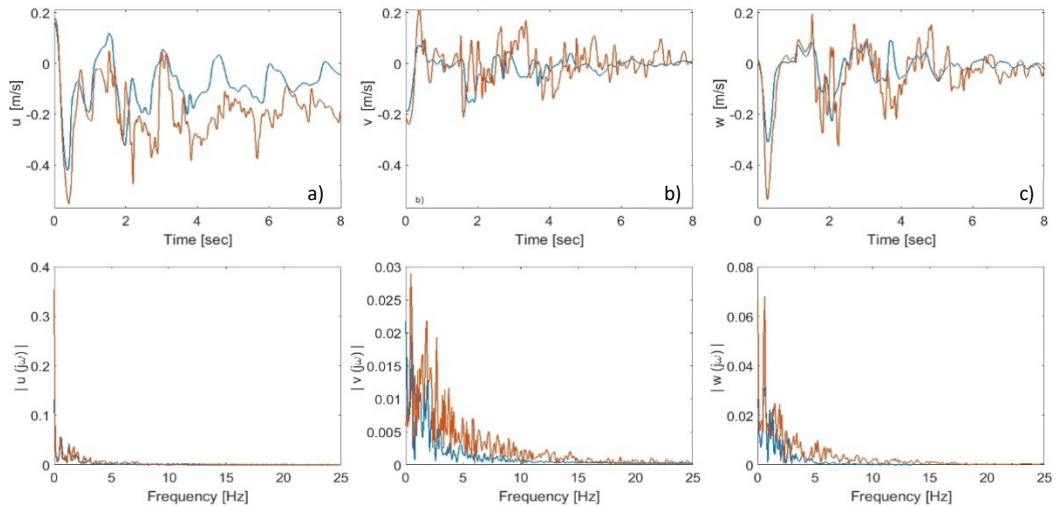 0.2
0
-0.2
-0.4
u [m/s]
0 2 4 6 8
Time [sec]
a)
0.2
0
-0.2
-0.4
v [m/s]
0 2 4 6 8
Time [sec]
b)
b)
0.2
0
-0.2
-0.4
w [m/s]
0 2 4 6 8
Time [sec]
c)
0.4
0.3
0.2
0.1
0
| u (jω) |
0 5 10 15 20 25
Frequency [Hz]
0.03
0.025
0.02
0.015
0.01
0.005
0
| v (jω) |
0 5 10 15 20 25
Frequency [Hz]
0.08
0.06
0.04
0.02
0
| w (jω) |
0 5 10 15 20 25
Frequency [Hz]